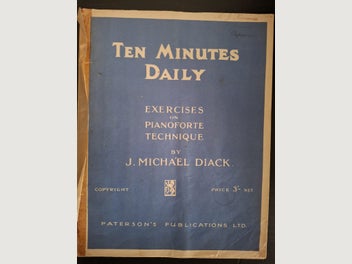 TEN MINUTES
DAILY
EXERCISES
ON
PIANOFORTE
TECHNIQUE
BY
J. MICHAEL DIACK.
COPYRIGHT
PRICE 3/- NET
PATERSON'S PUBLICATIONS LTD.